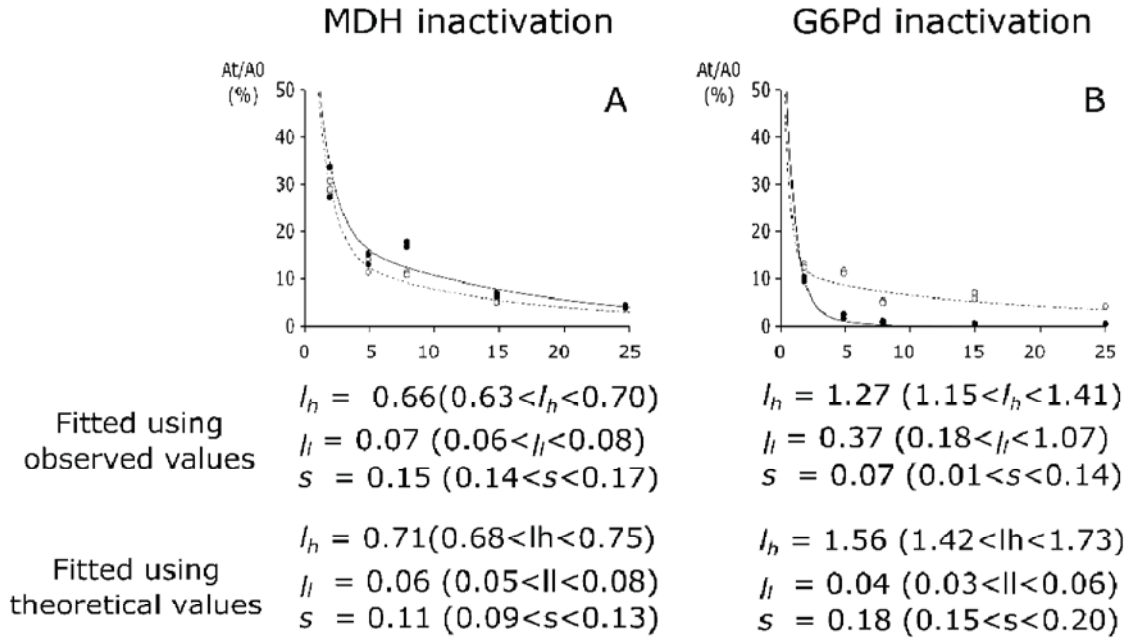 MDH inactivation
G6Pd inactivation
At/A0
(%)
A
50
40
30
20
10
0
0 5 10 15 20 25
At/A0
(%)
B
50
40
30
20
10
0
0 5 10 15 20 25
Fitted using
observed values
lh = 0.66(0.63<lh<0.70)
ll = 0.07 (0.06<ll<0.08)
s = 0.15 (0.14<s<0.17)
lh = 1.27 (1.15<lh<1.41)
ll = 0.37 (0.18<ll<1.07)
s = 0.07 (0.01<s<0.14)
Fitted using
theoretical values
lh = 0.71(0.68<lh<0.75)
ll = 0.06 (0.05<ll<0.08)
s = 0.11 (0.09<s<0.13)
lh = 1.56 (1.42<lh<1.73)
ll = 0.04 (0.03<ll<0.06)
s = 0.18 (0.15<s<0.20)